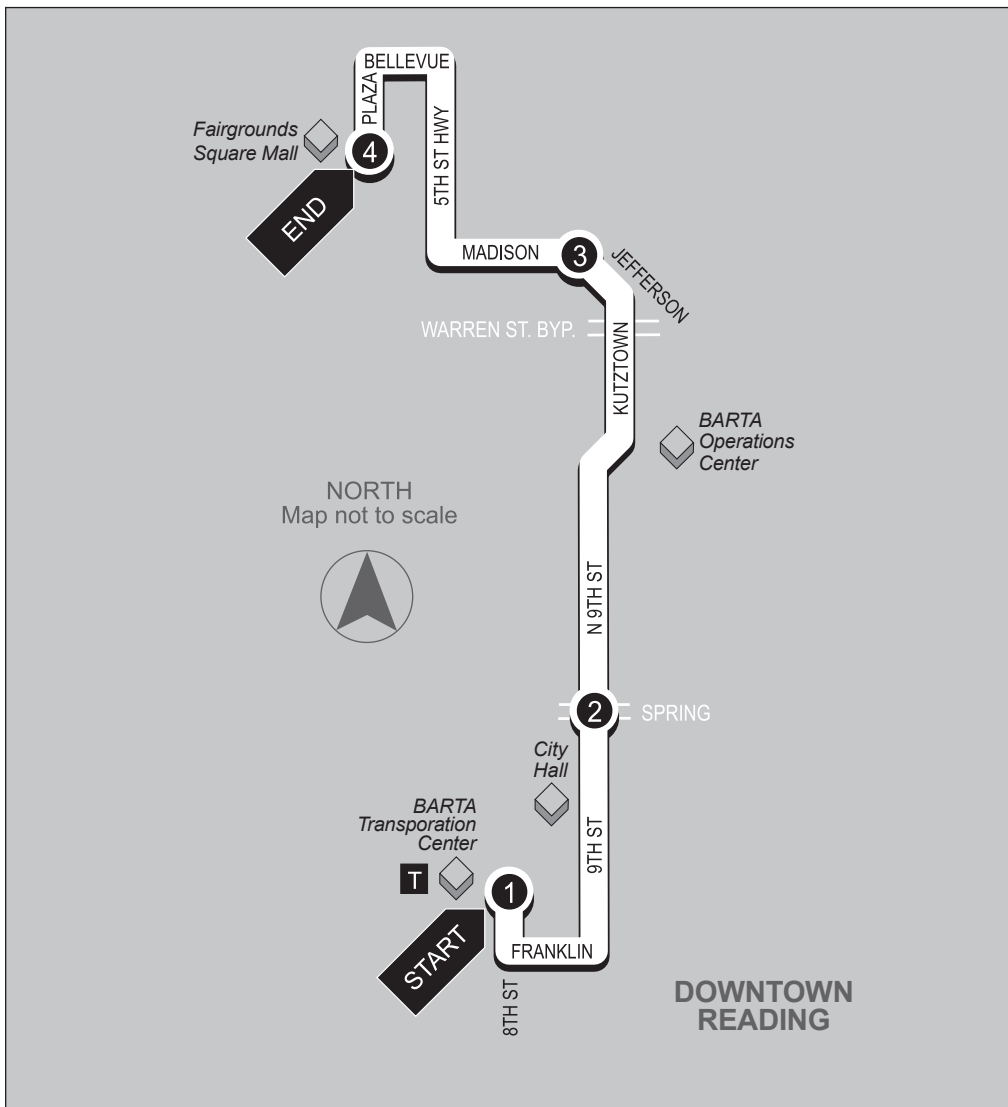 BELLEVUE
PLAZA
Fairgrounds
Square Mall
4
5TH ST HWY
END
MADISON
3
JEFFERSON
WARREN ST. BYP.
KUTZTOWN
BARTA
Operations
Center
NORTH
Map not to scale
N 9TH ST
2
SPRING
City
Hall
9TH ST
BARTA
Transporation
Center
T
1
START
FRANKLIN
8TH ST
DOWNTOWN
READING